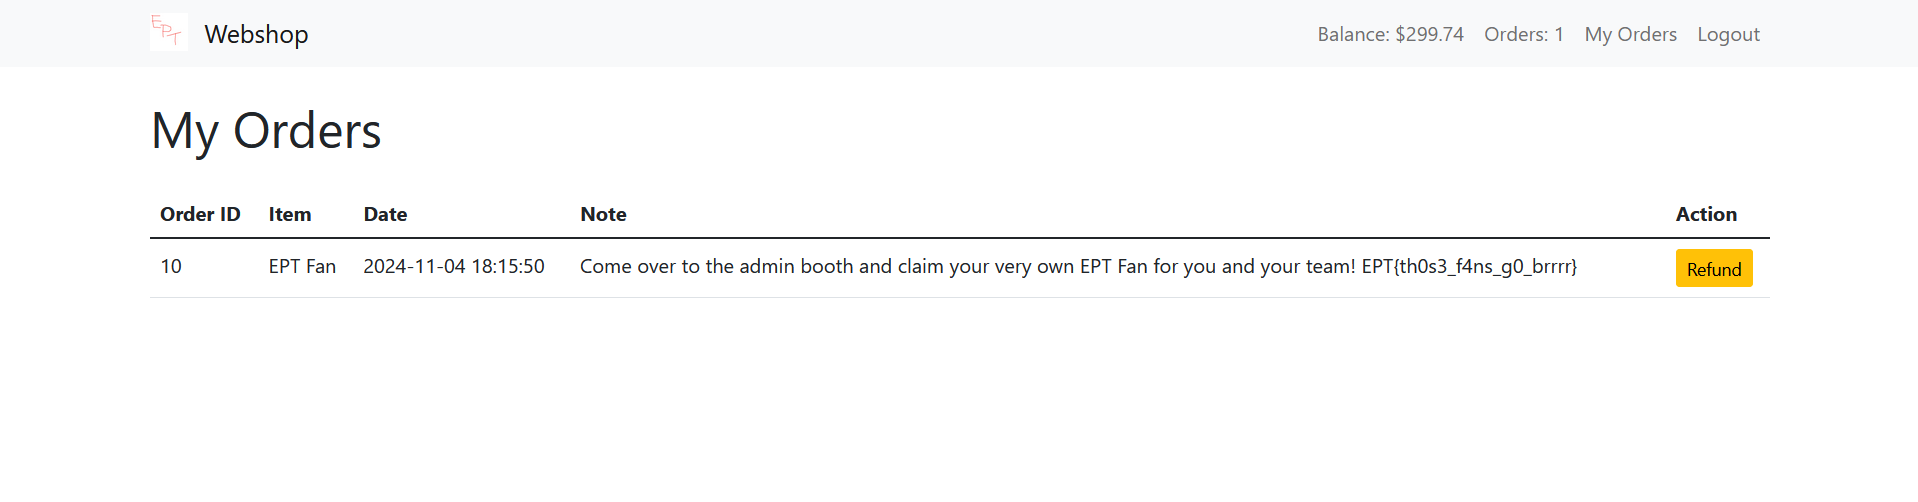 EPT Webshop Balance: $299.74 Orders: 1 My Orders Logout
My Orders
Order ID Item Date Note Action
10 EPT Fan 2024-11-04 18:15:50 Come over to the admin booth and claim your very own EPT Fan for you and your team! EPT{th0s3_f4ns_g0_brrrr} Refund